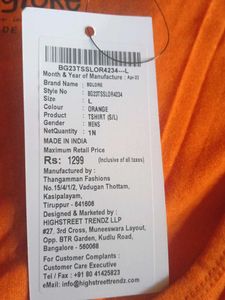 BG23TSSLOR4234---L
Month & Year of Manufacture : Apr-23
Brand Name : BOLORE
Style No : BG23TSSLOR4234
Size : L
Colour : ORANGE
Product : TSHIRT (S/L)
Gender : MENS
NetQuantity : 1N
MADE IN INDIA
Maximum Retail Price
Rs: 1299 (Inclusive of all taxes)
Manufactured by :
Thangamman Fashions
No.15/4/1/2, Vadugan Thottam,
Kasipalayam,
Tiruppur - 641606
Designed & Marketed by :
HIGHSTREET TRENDZ LLP
#27, 3rd Cross, Muneeswara Layout,
Opp. BTR Garden, Kudlu Road,
Bangalore - 560068
For Customer Complaints :
Customer Care Executive
Tel / Fax : +91 80 41425823
eMail : info@highstreettrendz.com